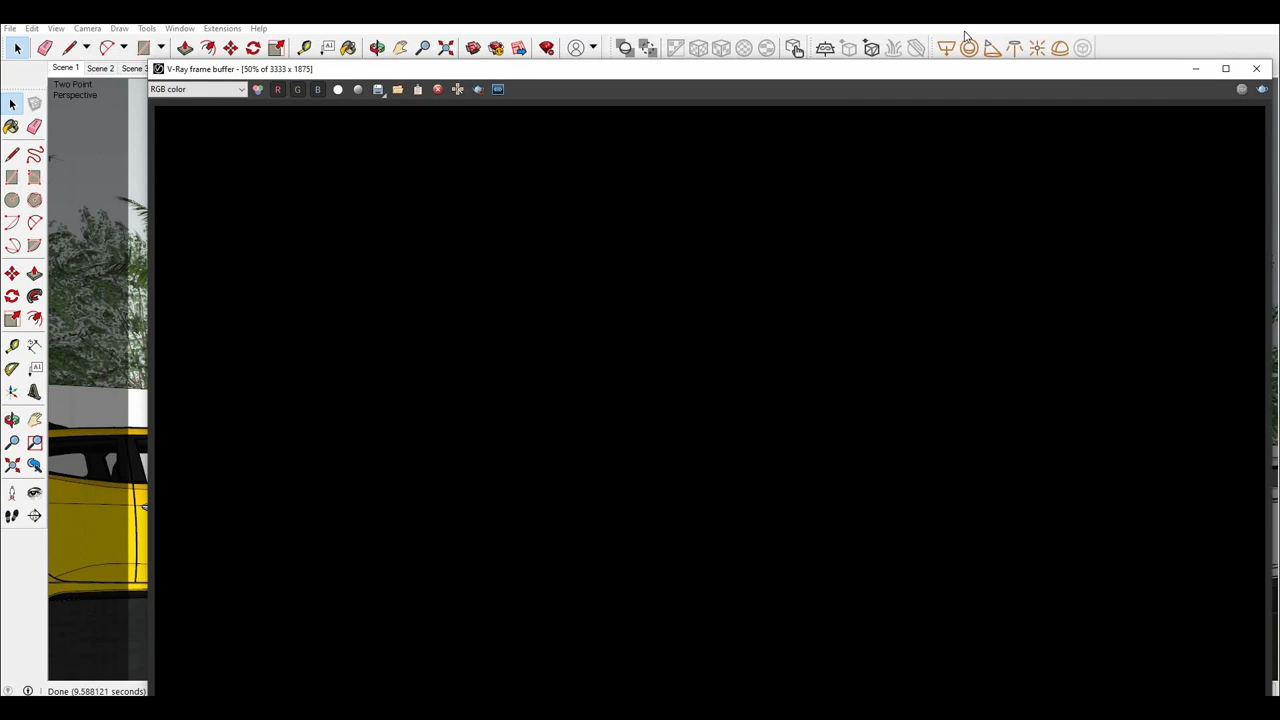 File Edit View Camera Draw Tools Window Extensions Help
Scene 1 Scene 2 Scene 3
V-Ray frame buffer - [50% of 3333 x 1875]
Two Point
Perspective
RGB color
R G B
Done (9.588121 seconds)